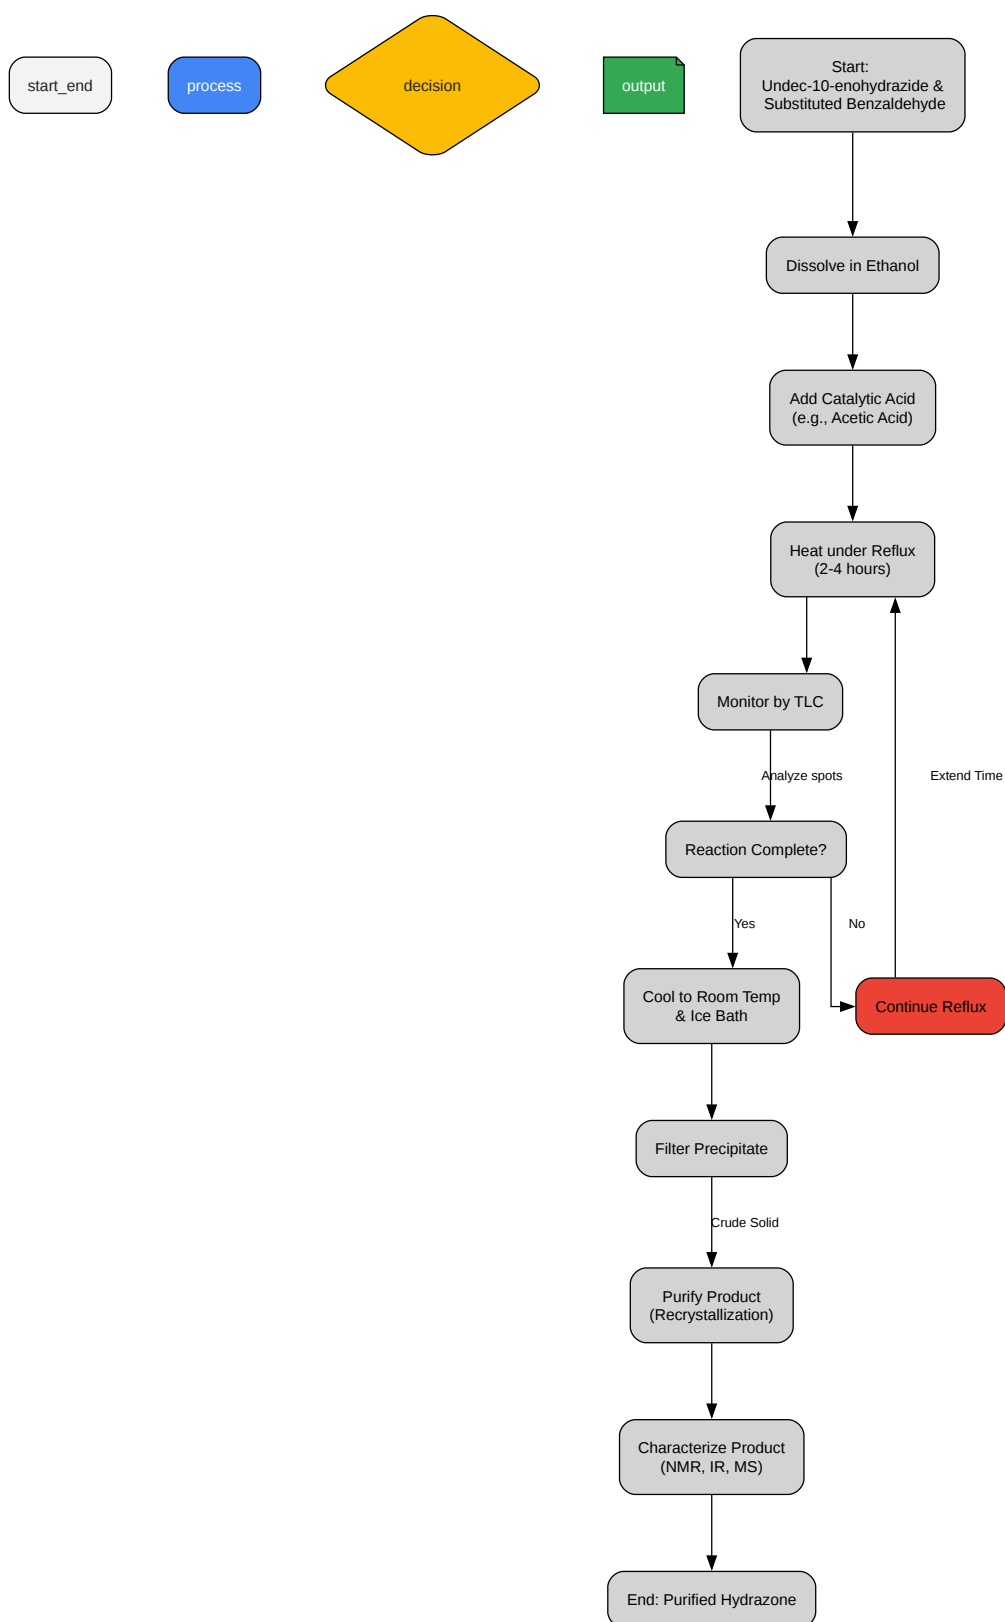 start_end
process
decision
output
Start:
Undec-10-enohydrazide &
Substituted Benzaldehyde
Dissolve in Ethanol
Add Catalytic Acid
(e.g., Acetic Acid)
Heat under Reflux
(2-4 hours)
Monitor by TLC
Analyze spots
Extend Time
Reaction Complete?
Yes
No
Cool to Room Temp
& Ice Bath
Continue Reflux
Filter Precipitate
Crude Solid
Purify Product
(Recrystallization)
Characterize Product
(NMR, IR, MS)
End: Purified Hydrazone